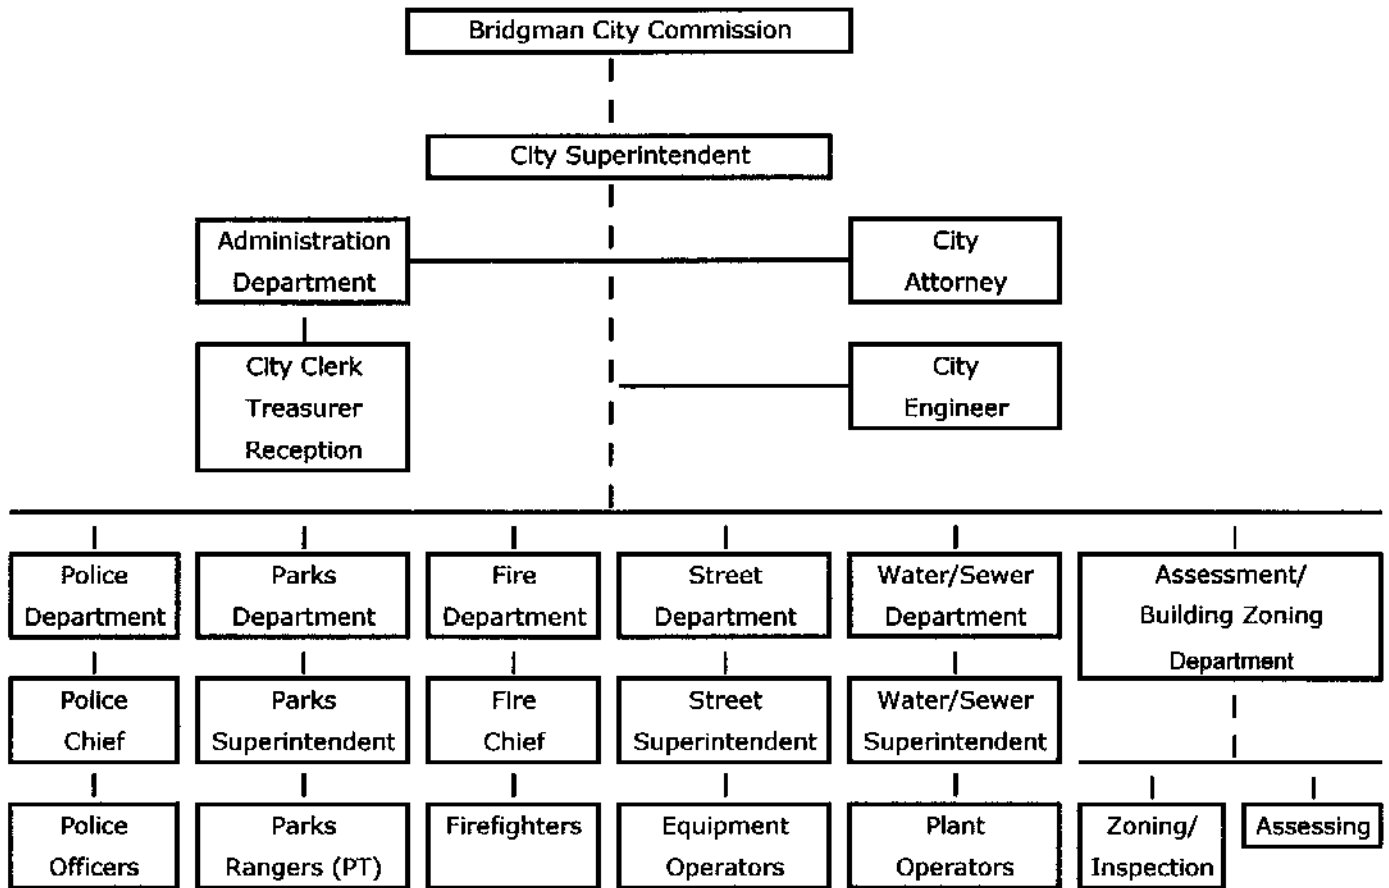 Bridgman City Commission
City Superintendent
Administration
Department
City
Attorney
City Clerk
Treasurer
Reception
City
Engineer
Police
Department
Parks
Department
Fire
Department
Street
Department
Water/Sewer
Department
Assessment/
Building Zoning
Department
Police
Chief
Parks
Superintendent
Fire
Chief
Street
Superintendent
Water/Sewer
Superintendent
Police
Officers
Parks
Rangers (PT)
Firefighters
Equipment
Operators
Plant
Operators
Zoning/
Inspection
Assessing